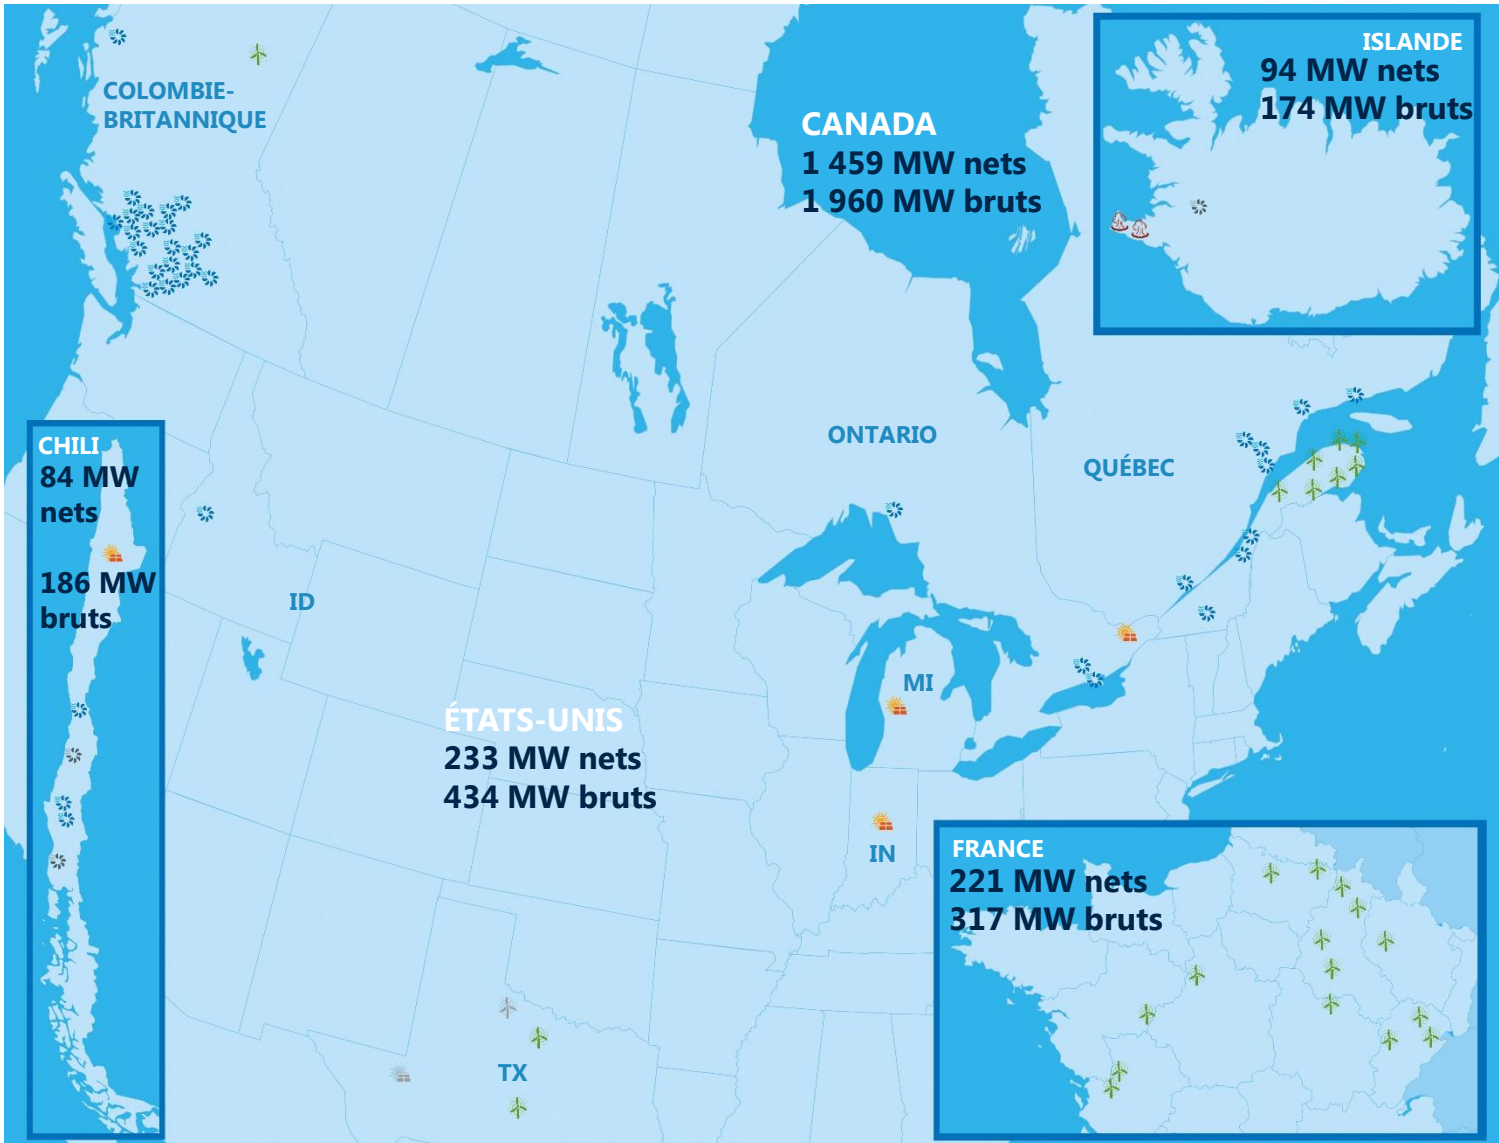 COLOMBIE-
BRITANNIQUE
CANADA
1 459 MW nets
1 960 MW bruts
ISLANDE
94 MW nets
174 MW bruts
ONTARIO
QUÉBEC
CHILI
84 MW
nets
186 MW
bruts
ID
MI
ÉTATS-UNIS
233 MW nets
434 MW bruts
IN
TX
FRANCE
221 MW nets
317 MW bruts